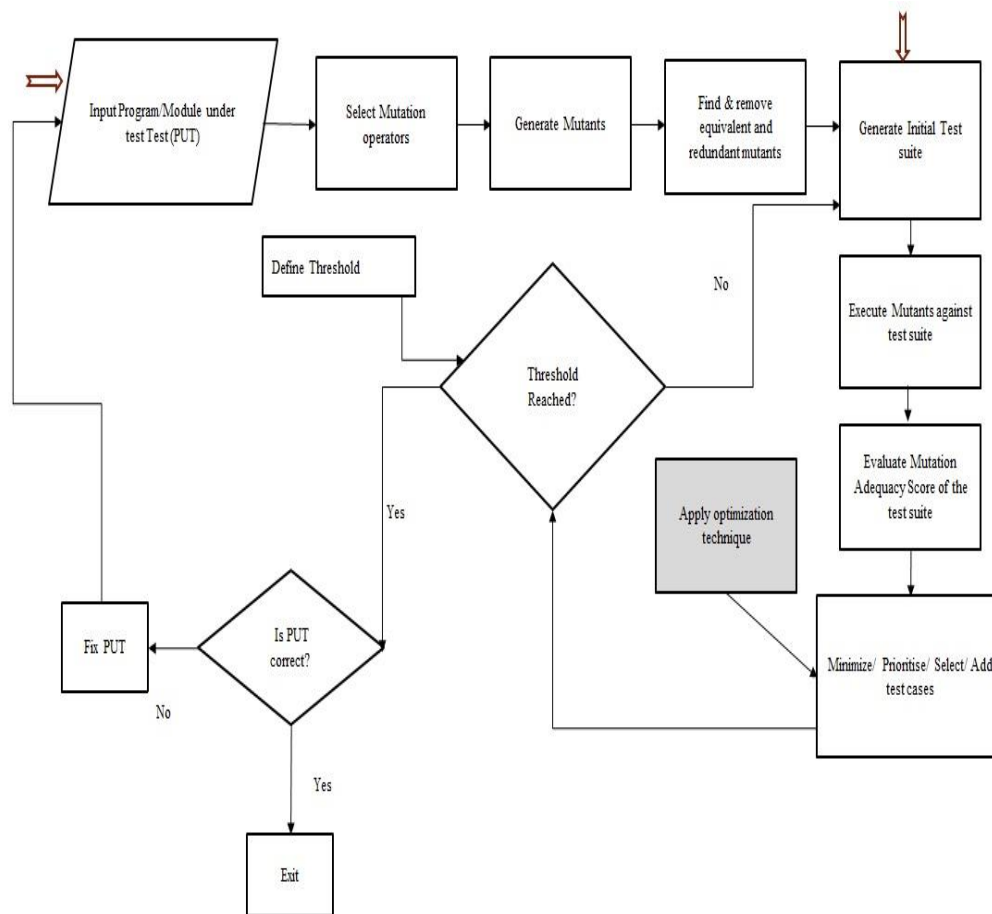 Input Program/Module under
test Test (PUT)
Select Mutation
operators
Generate Mutants
Find & remove
equivalent and
redundant mutants
Generate Initial Test
suite
Define Threshold
No
Execute Mutants against
test suite
Threshold
Reached?
Evaluate Mutation
Adequacy Score of the
test suite
Apply optimization
technique
Yes
Minimize/ Prioritise/ Select/ Add
test cases
Is PUT
correct?
Fix PUT
No
Yes
Exit